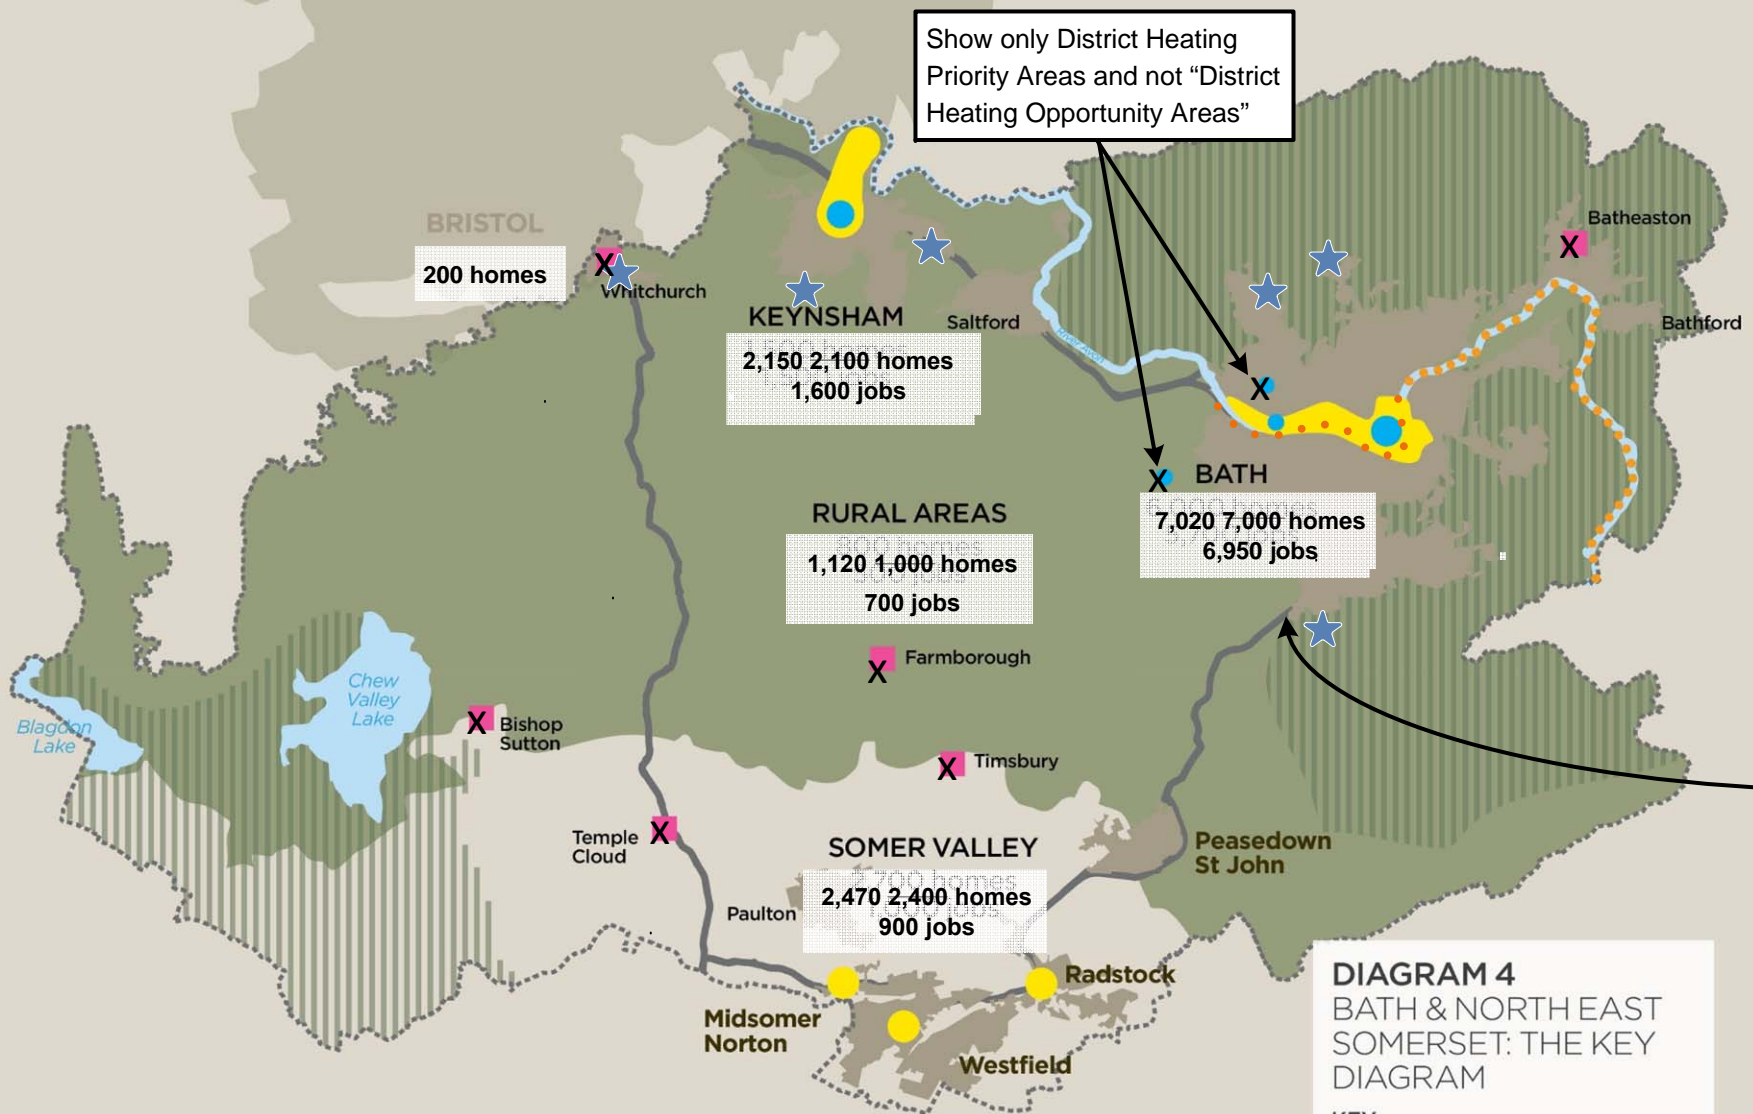 Show only District Heating
Priority Areas and not “District
Heating Opportunity Areas”
BRISTOL
200 homes
Whitchurch
Batheaston
Bathford
KEYNSHAM
Saltford
River Avon
2,150 2,100 homes
1,600 jobs
X
X
X
X
BATH
7,020 7,000 homes
6,950 jobs
RURAL AREAS
1,120 1,000 homes
700 jobs
X
Farmborough
Chew
Valley
Lake
Blagdon
Lake
X
Bishop
Sutton
X
Timsbury
X
Temple
Cloud
SOMER VALLEY
2,470 2,400 homes
900 jobs
Peasedown
St John
Paulton
Radstock
Midsomer
Norton
Westfield
DIAGRAM 4
BATH & NORTH EAST
SOMERSET: THE KEY
DIAGRAM